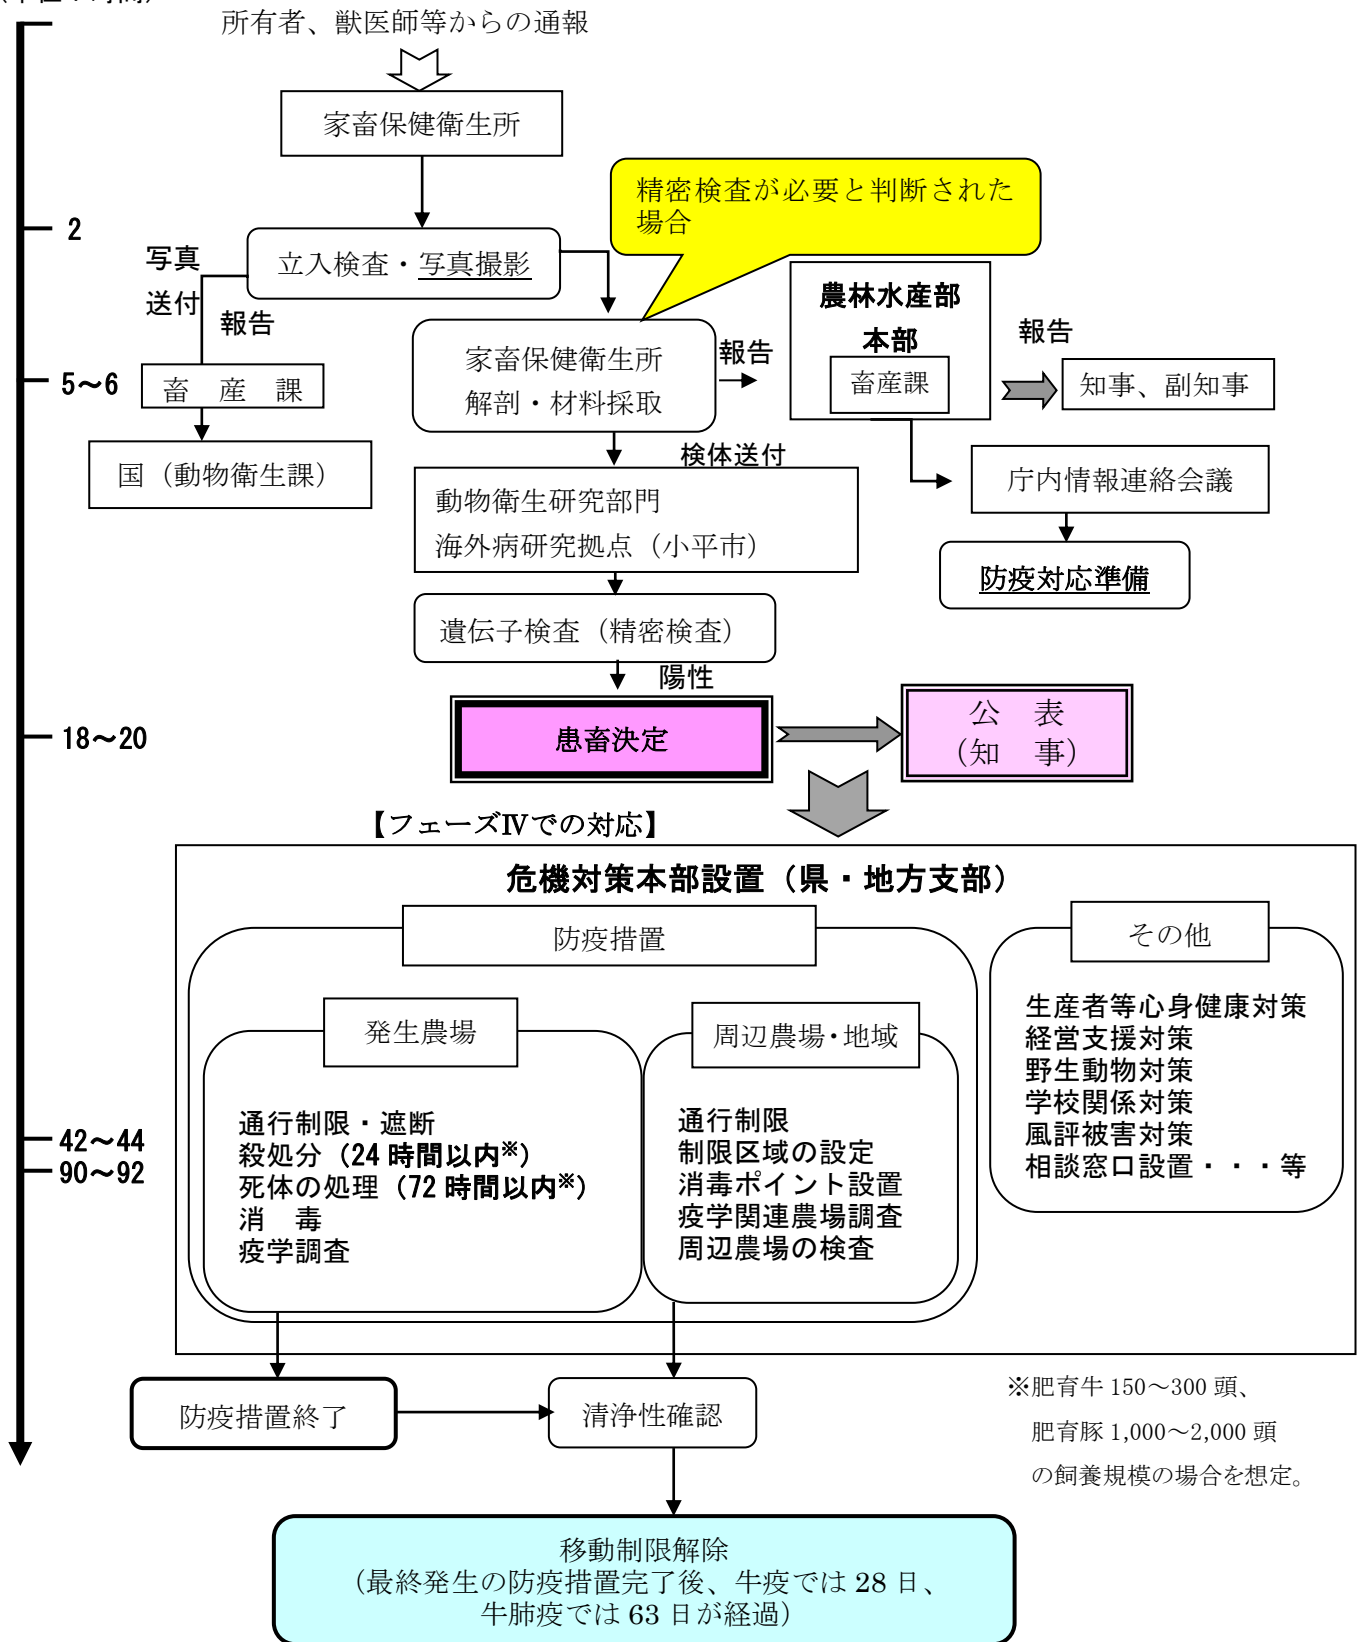 所有者、獣医師等からの通報
家畜保健衛生所
精密検査が必要と判断された
場合
2
写真
送付
立入検査・写真撮影
報告
農林水産部
本部
畜産課
報告
知事、副知事
家畜保健衛生所
解剖・材料採取
報告
5～6
畜　産　課
国（動物衛生課）
検体送付
庁内情報連絡会議
動物衛生研究部門
海外病研究拠点（小平市）
防疫対応準備
遺伝子検査（精密検査）
陽性
18～20
患畜決定
公　表
（知　事）
【フェーズⅣでの対応】
危機対策本部設置（県・地方支部）
防疫措置
その他
発生農場
周辺農場・地域
生産者等心身健康対策
経営支援対策
野生動物対策
学校関係対策
風評被害対策
相談窓口設置・・・等
42～44
90～92
通行制限・遮断
殺処分（24 時間以内※）
死体の処理（72 時間以内※）
消　毒
疫学調査
通行制限
制限区域の設定
消毒ポイント設置
疫学関連農場調査
周辺農場の検査
防疫措置終了
清浄性確認
※肥育牛 150～300 頭、
肥育豚 1,000～2,000 頭
の飼養規模の場合を想定。
移動制限解除
（最終発生の防疫措置完了後、牛疫では 28 日、
牛肺疫では 63 日が経過）